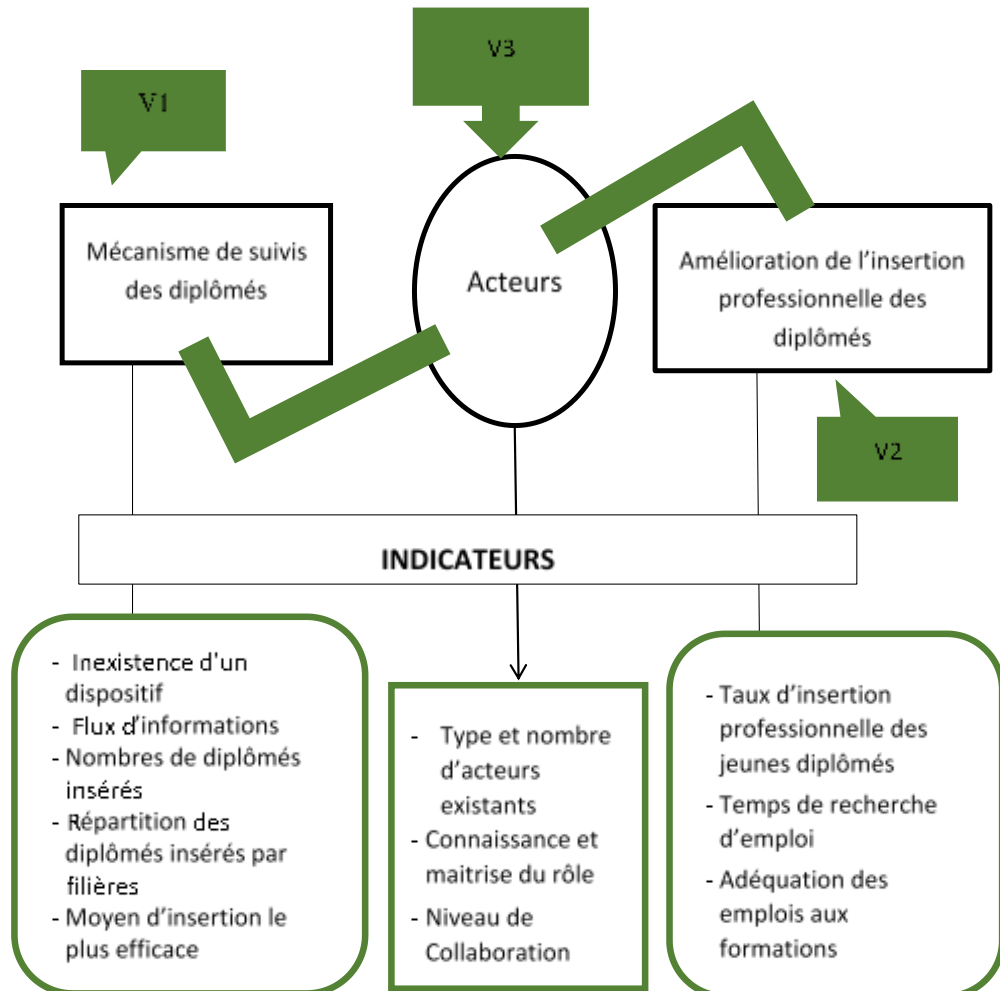 V3
V1
Mécanisme de suivis
des diplômés
Acteurs
Amélioration de l'insertion
professionnelle des
diplômés
V2
INDICATEURS
- Inexistence d'un
dispositif
- Flux d'informations
- Nombres de diplômés
insérés
- Répartition des
diplômés insérés par
filières
- Moyen d'insertion le
plus efficace
- Type et nombre
d'acteurs
existants
- Connaissance et
maitrise du rôle
- Niveau de
Collaboration
- Taux d'insertion
professionnelle des
jeunes diplômés
- Temps de recherche
d'emploi
- Adéquation des
emplois aux
formations